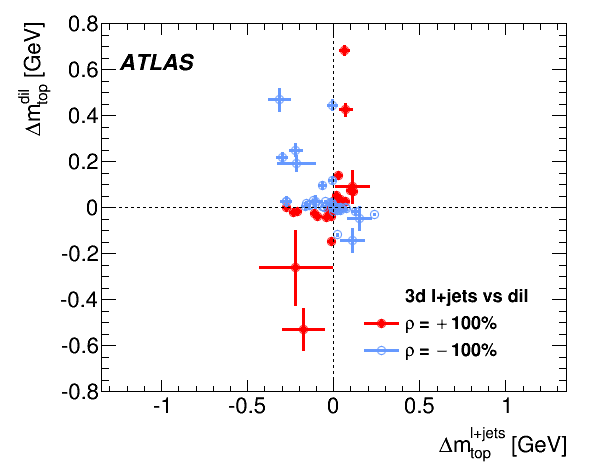 Δm_top^dil [GeV]
ATLAS
0.8
0.6
0.4
0.2
0
-0.2
-0.4
-0.6
-0.8
3d l+jets vs dil
ρ = +100%
ρ = −100%
-1 -0.5 0 0.5 1
Δm_top^l+jets [GeV]